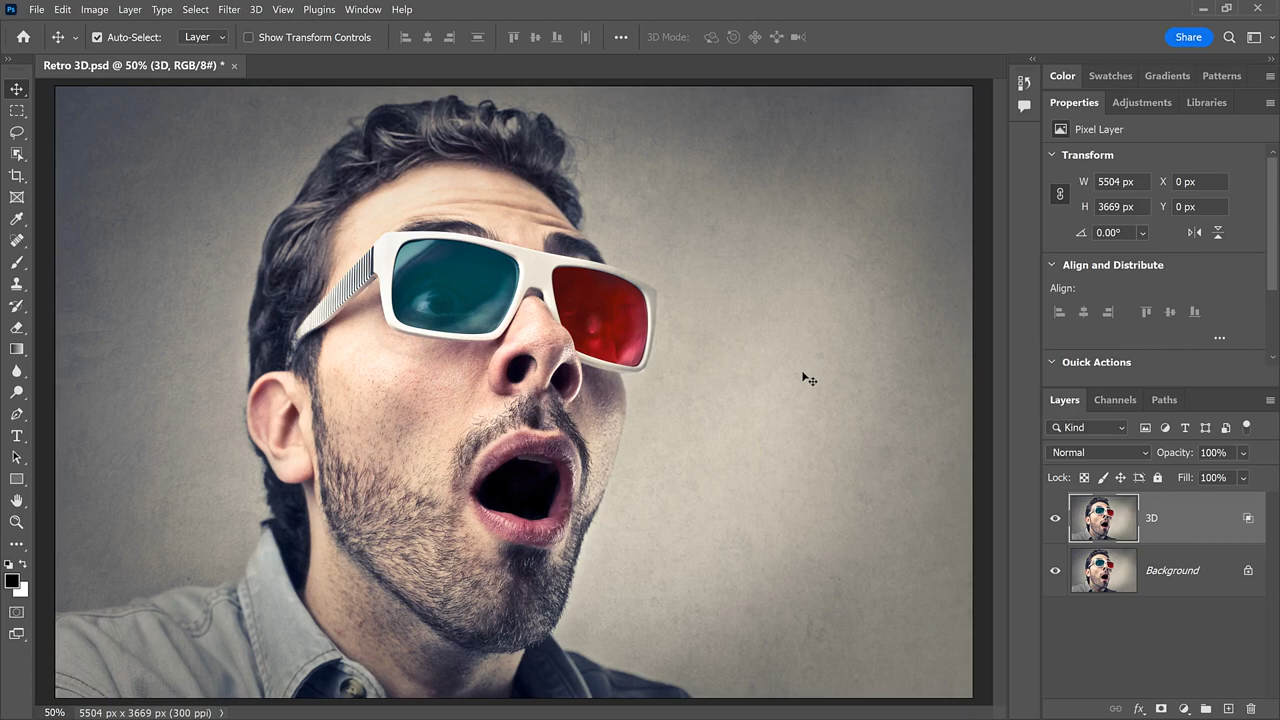 Ps File Edit Image Layer Type Select Filter 3D View Plugins Window Help
Auto-Select: Layer Show Transform Controls 3D Mode: Share
Retro 3D.psd @ 50% (3D, RGB/8#) *
Color Swatches Gradients Patterns
Properties Adjustments Libraries
Pixel Layer
Transform
W 5504 px X 0 px
H 3669 px Y 0 px
0.00°
Align and Distribute
Align:
Quick Actions
Layers Channels Paths
Kind
Normal Opacity: 100%
Lock: Fill: 100%
3D
Background
50% 5504 px x 3669 px (300 ppi)